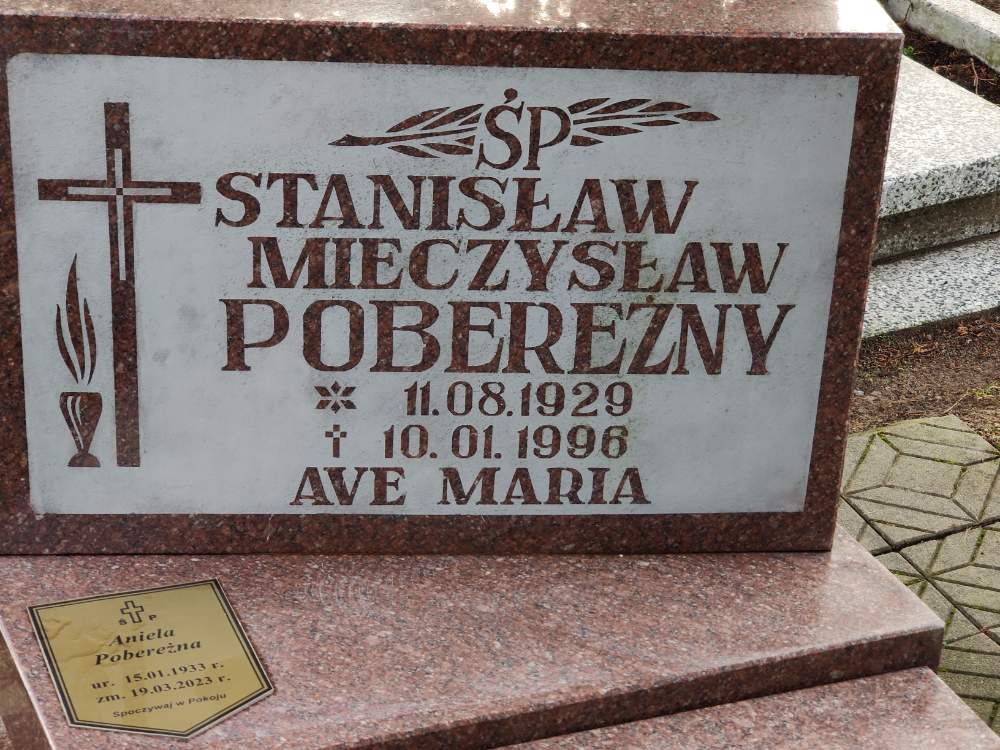 ŚP
STANISŁAW
MIECZYSŁAW
POBEREŻNY
11.08.1929
10.01.1996
AVE MARIA
Ś P
Aniela
Pobereżna
ur. 15.01.1933 r.
zm. 19.03.2023 r.
Spoczywaj w Pokoju